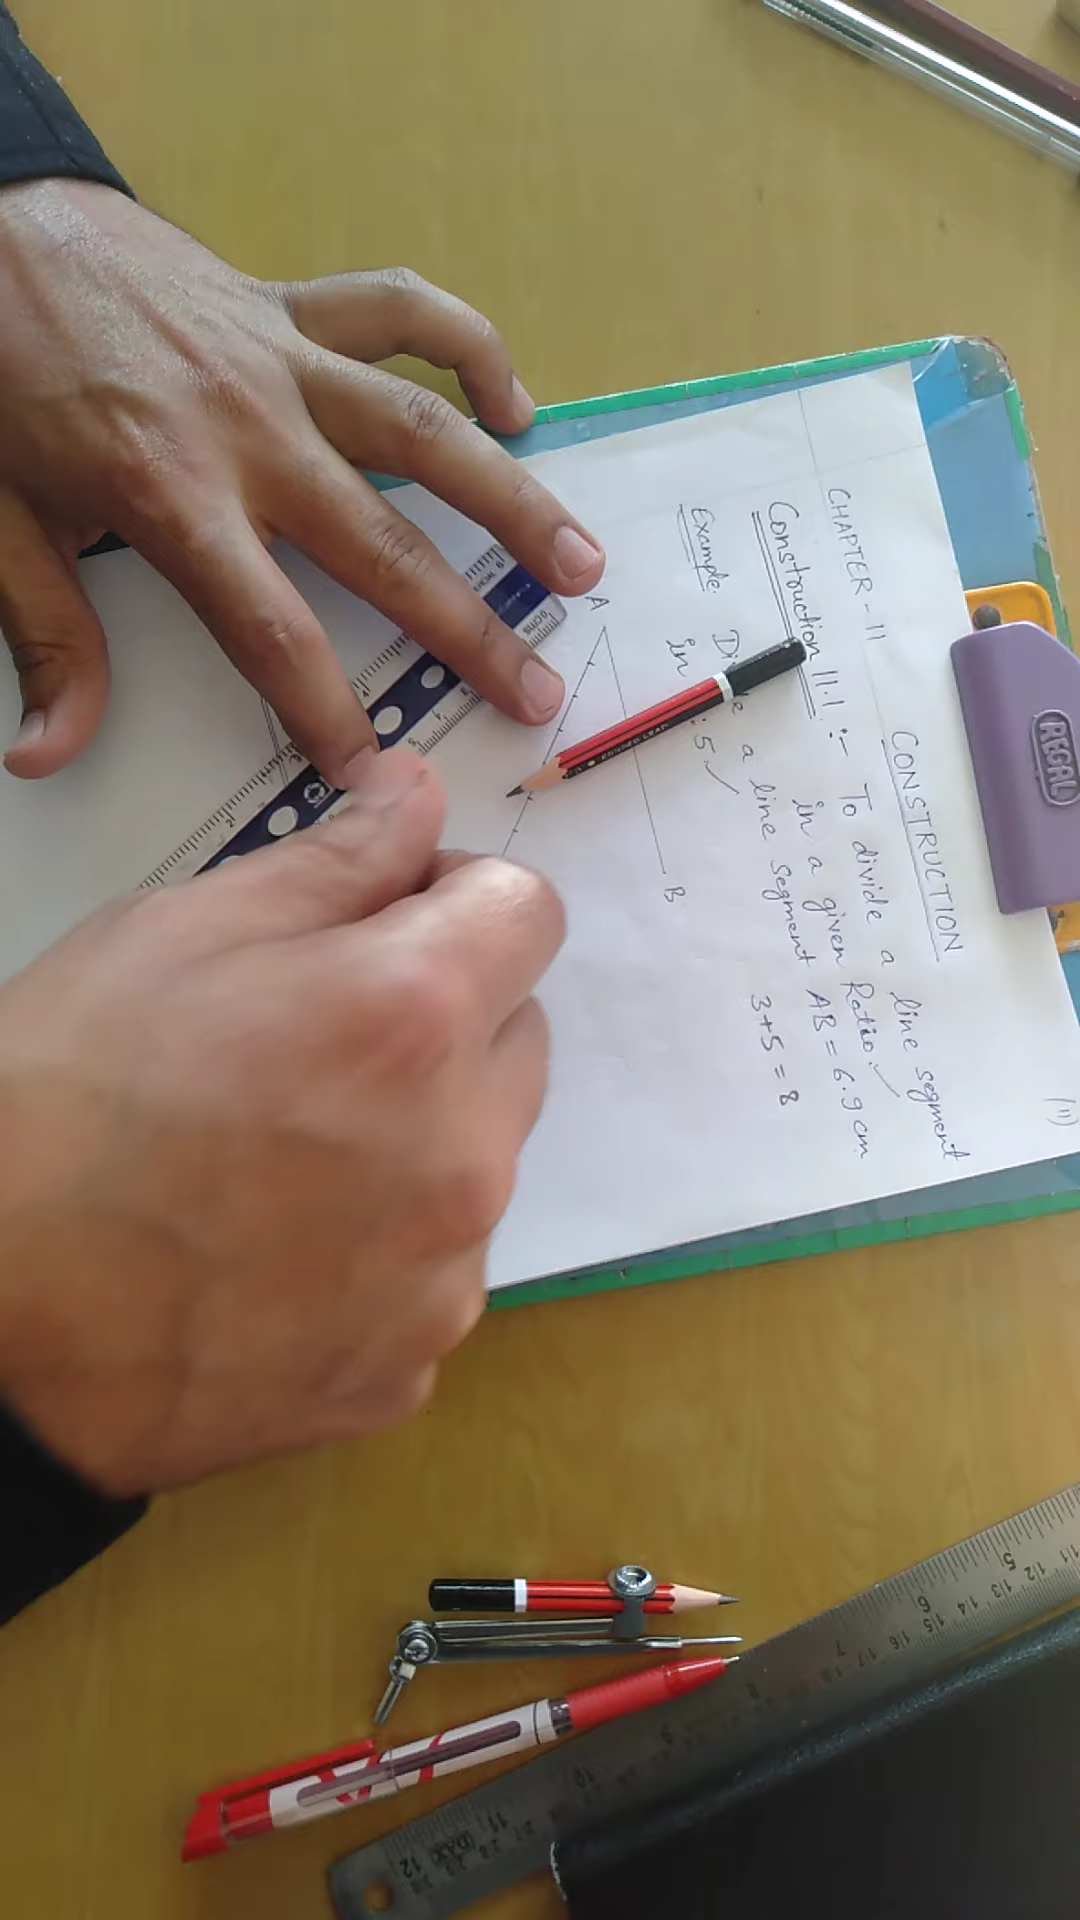 (11)
CONSTRUCTION
CHAPTER - 11
Construction 11.1 :- To divide a line segment
in a given Ratio. ✓
Example. a line segment AB = 6.9 cm
in : 5 ✓ 3+5 = 8
A B
REGAL